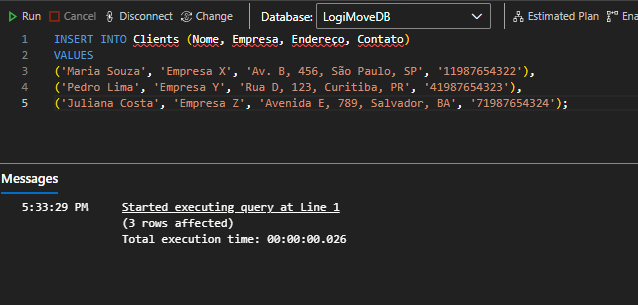 Run Cancel Disconnect Change Database: LogiMoveDB Estimated Plan Ena
1 INSERT INTO Clients (Nome, Empresa, Endereço, Contato)
2 VALUES
3 ('Maria Souza', 'Empresa X', 'Av. B, 456, São Paulo, SP', '11987654322'),
4 ('Pedro Lima', 'Empresa Y', 'Rua D, 123, Curitiba, PR', '41987654323'),
5 ('Juliana Costa', 'Empresa Z', 'Avenida E, 789, Salvador, BA', '71987654324');
Messages
5:33:29 PM Started executing query at Line 1
(3 rows affected)
Total execution time: 00:00:00.026